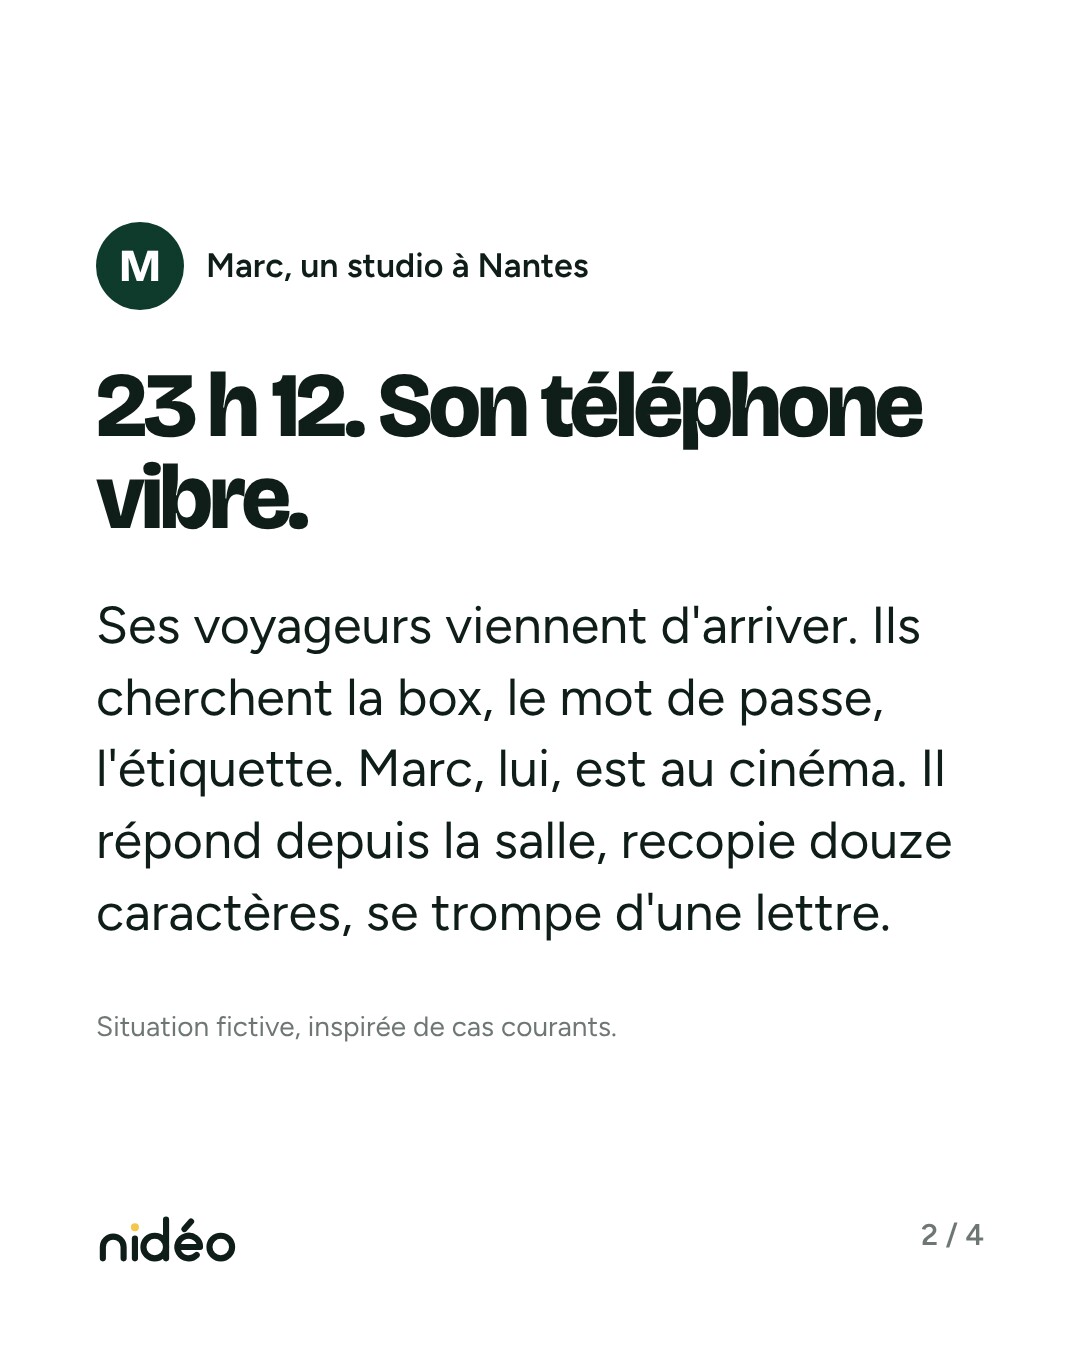 M
Marc, un studio à Nantes
23 h 12. Son téléphone
vibre.
Ses voyageurs viennent d'arriver. Ils
cherchent la box, le mot de passe,
l'étiquette. Marc, lui, est au cinéma. Il
répond depuis la salle, recopie douze
caractères, se trompe d'une lettre.
Situation fictive, inspirée de cas courants.
nidéo
2 / 4